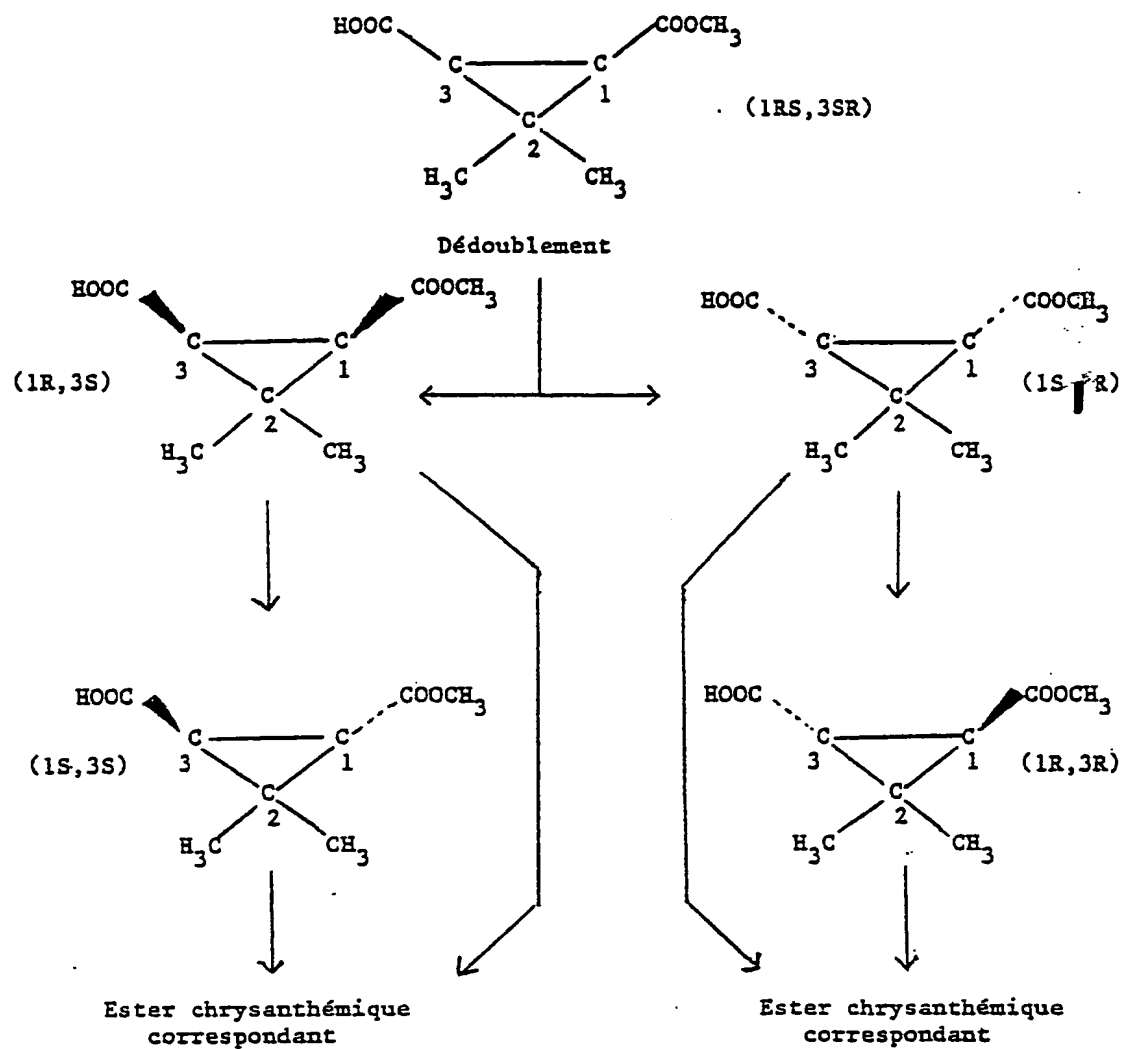 HOOC COOCH3
C C
3 1
(1RS,3SR)
C
2
H3C CH3
Dédoublement
HOOC COOCH3
C C
3 1
(1R,3S)
C
2
H3C CH3
HOOC COOCH3
C C
3 1
(1S R)
C
2
H3C CH3
HOOC COOCH3
C C
3 1
(1S,3S)
C
2
H3C CH3
HOOC COOCH3
C C
3 1
(1R,3R)
C
2
H3C CH3
Ester chrysanthémique
correspondant
Ester chrysanthémique
correspondant